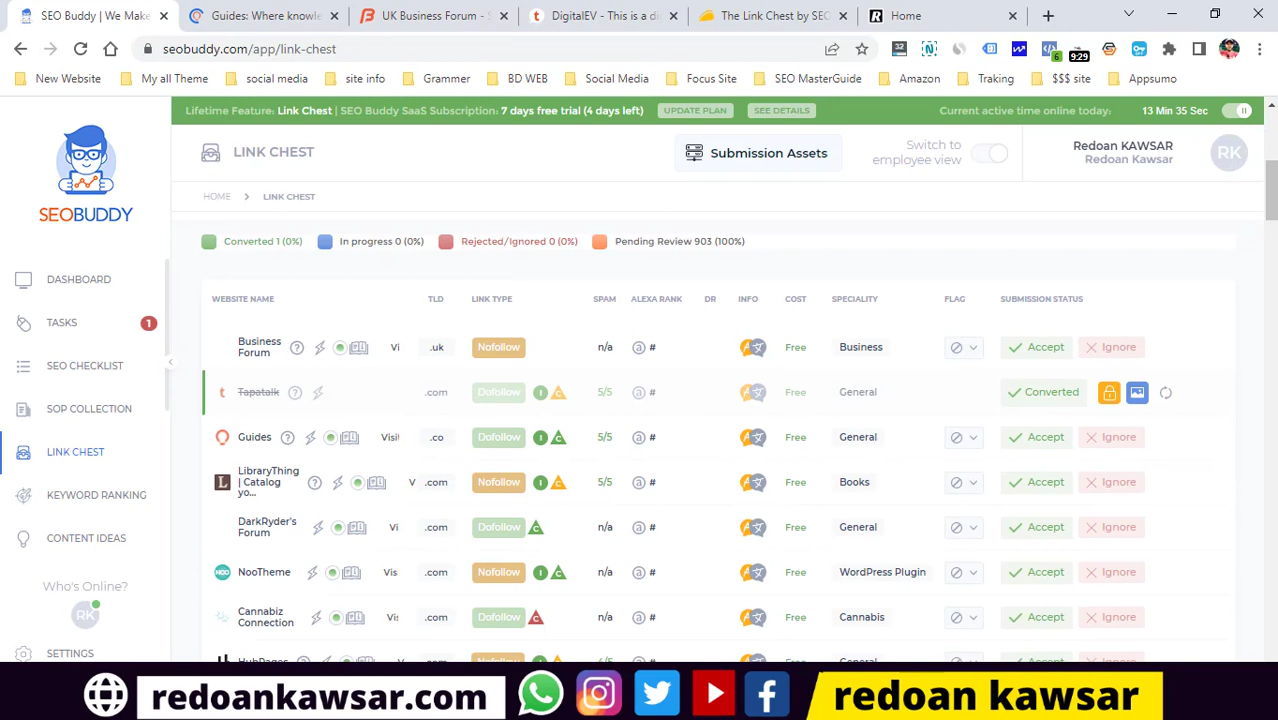 SEO Buddy | We Make
Guides: Where knowle
UK Business Forum - S
DigitalEV - This is a di
The Link Chest by SEO
Home
seobuddy.com/app/link-chest
32
6
9:29
New Website
My all Theme
social media
site info
Grammer
BD WEB
Social Media
Focus Site
SEO MasterGuide
Amazon
Traking
$$$ site
Appsumo
Lifetime Feature: Link Chest | SEO Buddy SaaS Subscription: 7 days free trial (4 days left) UPDATE PLAN SEE DETAILS Current active time online today: 13 Min 35 Sec
SEOBUDDY
LINK CHEST
Submission Assets
Switch to
employee view
Redoan KAWSAR
Redoan Kawsar
RK
HOME > LINK CHEST
DASHBOARD
TASKS 1
SEO CHECKLIST
SOP COLLECTION
LINK CHEST
KEYWORD RANKING
CONTENT IDEAS
Who's Online?
RK
SETTINGS
Converted 1 (0%) In progress 0 (0%) Rejected/Ignored 0 (0%) Pending Review 903 (100%)
WEBSITE NAME TLD LINK TYPE SPAM ALEXA RANK DR INFO COST SPECIALITY FLAG SUBMISSION STATUS
Business
Forum ? Vi .uk Nofollow n/a a # Free Business Accept Ignore
Tapatalk ? .com Dofollow I C 5/5 a # Free General Converted
Guides ? Visit .co Dofollow I C 5/5 a # Free General Accept Ignore
LibraryThing
| Catalog
yo... ? V .com Nofollow I C 5/5 a # Free Books Accept Ignore
DarkRyder's
Forum Vi .com Dofollow C n/a a # Free General Accept Ignore
NooTheme Vis .com Nofollow I C n/a a # Free WordPress Plugin Accept Ignore
Cannabiz
Connection Vi .com Dofollow C n/a a # Free Cannabis Accept Ignore
HubPages
redoankawsar.com
redoan kawsar